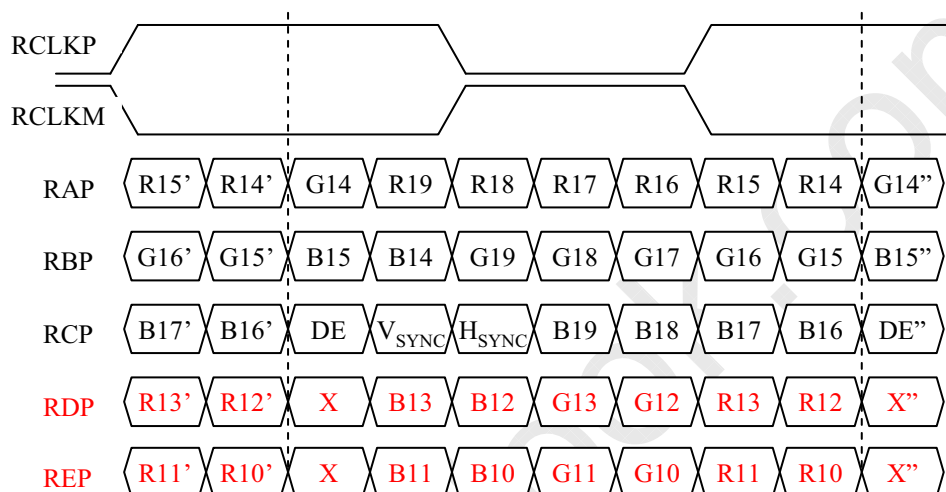 RCLKP
RCLKM
RAP R15’ R14’ G14 R19 R18 R17 R16 R15 R14 G14”
RBP G16’ G15’ B15 B14 G19 G18 G17 G16 G15 B15”
RCP B17’ B16’ DE VSYNC HSYNC B19 B18 B17 B16 DE”
RDP R13’ R12’ X B13 B12 G13 G12 R13 R12 X”
REP R11’ R10’ X B11 B10 G11 G10 R11 R10 X”